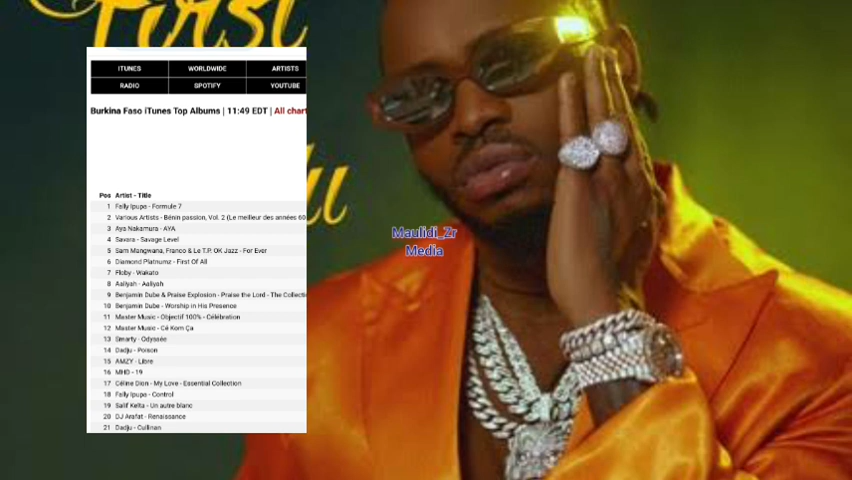 First
ITUNES WORLDWIDE ARTISTS
RADIO SPOTIFY YOUTUBE
Burkina Faso iTunes Top Albums | 11:49 EDT | All chart
Pos Artist - Title
1 Fally Ipupa - Formule 7
2 Various Artists - Bénin passion, Vol. 2 (Le meilleur des années 60
3 Aya Nakamura - AYA
4 Savara - Savage Level
5 Sam Mangwana, Franco & Le T.P. OK Jazz - For Ever
6 Diamond Platnumz - First Of All
7 Floby - Wakato
8 Aaliyah - Aaliyah
9 Benjamin Dube & Praise Explosion - Praise the Lord - The Collecti
10 Benjamin Dube - Worship in His Presence
11 Master Music - Objectif 100% - Célébration
12 Master Music - Cé Kom Ça
13 Smarty - Odyssée
14 Dadju - Poison
15 AMZY - Libre
16 MHD - 19
17 Céline Dion - My Love - Essential Collection
18 Fally Ipupa - Control
19 Salif Keïta - Un autre blanc
20 DJ Arafat - Renaissance
21 Dadju - Cullinan
Maulidi_Zr
Media